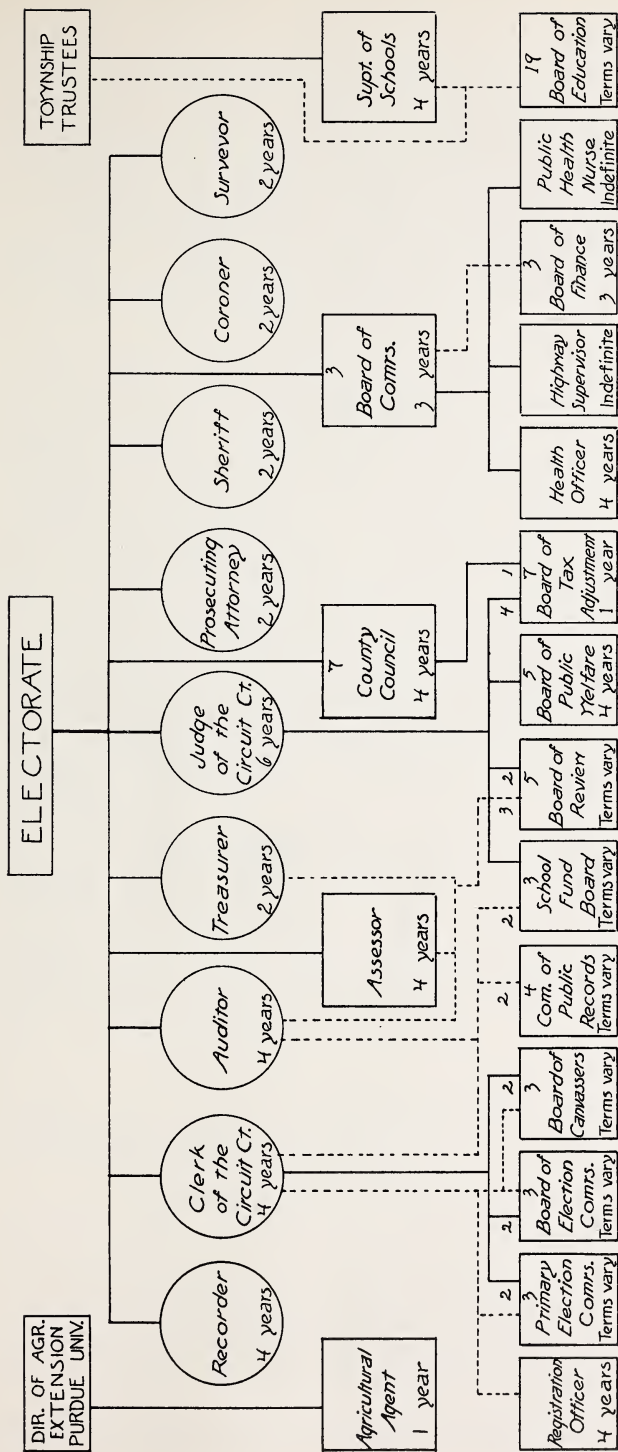 ELECTORATE
DIR. OF AGR.
EXTENSION
PURDUE UNIV.
TOWNSHIP
TRUSTEES
Recorder
4 years
Clerk
of the
Circuit Ct.
4 years
Auditor
4 years
Treasurer
2 years
Judge
of the
Circuit Ct.
6 years
Prosecuting
Attorney
2 years
Sheriff
2 years
Coroner
2 years
Surveyor
2 years
Agricultural
Agent
1 year
Assessor
4 years
7
County
Council
4 years
3
Board of
Comrs.
3 years
Supt. of
Schools
4 years
Registration
Officer
4 years
2
3
Primary
Election
Comrs.
Terms vary
2
3
Board of
Election
Comrs.
Terms vary
2
3
Board of
Canvassers
Terms vary
2
4
Com. of
Public
Records
Terms vary
2
3
School
Fund
Board
Terms vary
3 2
5
Board of
Review
Terms vary
5
Board of
Public
Welfare
4 years
4 1
7
Board of
Tax
Adjustment
1 year
Health
Officer
4 years
Highway
Supervisor
Indefinite
3
Board of
Finance
3 years
Public
Health
Nurse
Indefinite
19
Board of
Education
Terms vary